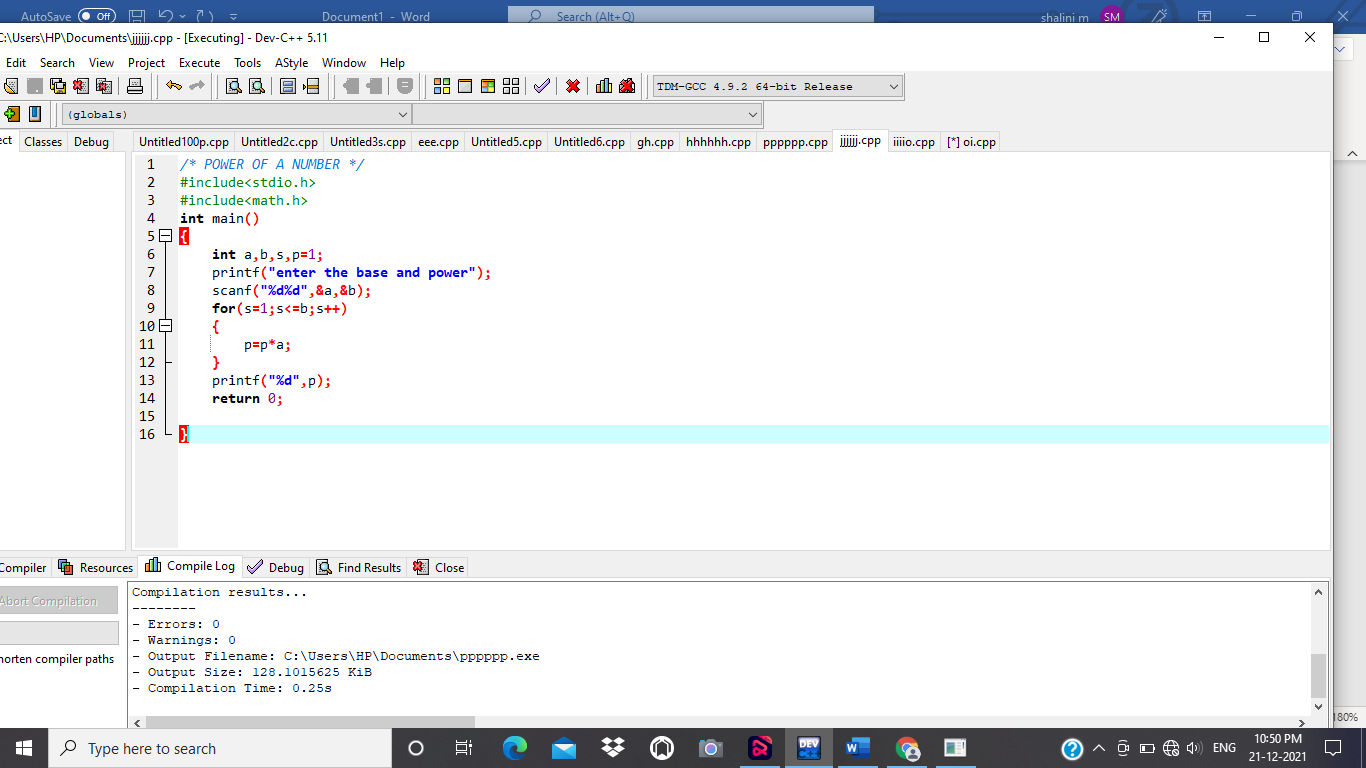 AutoSave Off Document1 - Word Search (Alt+Q) shalini m SM
C:\Users\HP\Documents\jjjjjj.cpp - [Executing] - Dev-C++ 5.11
Edit Search View Project Execute Tools AStyle Window Help
TDM-GCC 4.9.2 64-bit Release
(globals)
ect Classes Debug Untitled100p.cpp Untitled2c.cpp Untitled3s.cpp eee.cpp Untitled5.cpp Untitled6.cpp gh.cpp hhhhhh.cpp pppppp.cpp jjjjjj.cpp iiiio.cpp [*] oi.cpp
1 /* POWER OF A NUMBER */
2 #include<stdio.h>
3 #include<math.h>
4 int main()
5 {
6 int a,b,s,p=1;
7 printf("enter the base and power");
8 scanf("%d%d",&a,&b);
9 for(s=1;s<=b;s++)
10 {
11 p=p*a;
12 }
13 printf("%d",p);
14 return 0;
15
16 }
Compiler Resources Compile Log Debug Find Results Close
Abort Compilation
horten compiler paths
Compilation results...
--------
- Errors: 0
- Warnings: 0
- Output Filename: C:\Users\HP\Documents\pppppp.exe
- Output Size: 128.1015625 KiB
- Compilation Time: 0.25s
180%
Type here to search
DEV
ENG
10:50 PM
21-12-2021